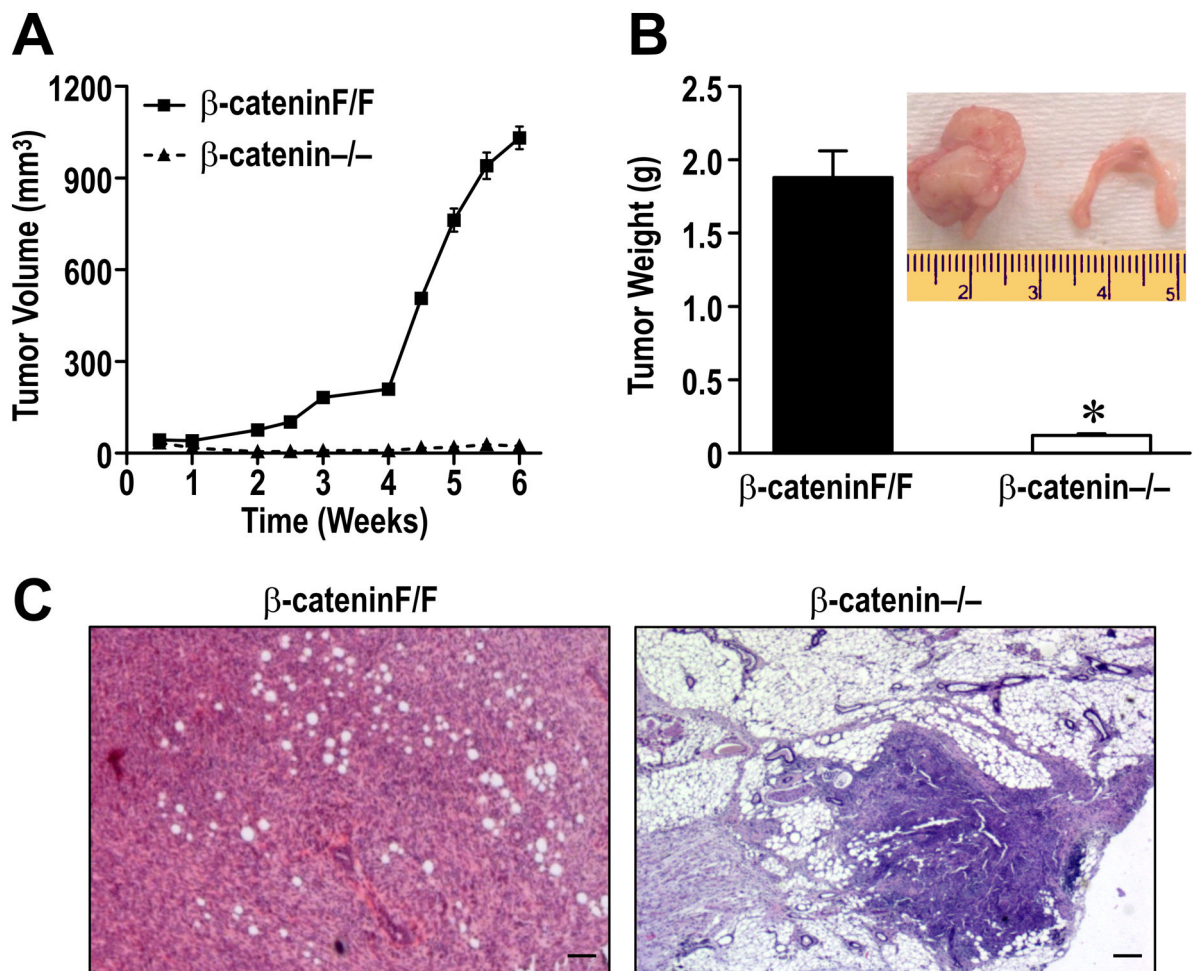 A
1200
900
600
300
0
Tumor Volume (mm³)
β-cateninF/F
β-catenin–/–
0 1 2 3 4 5 6
Time (Weeks)
B
2.5
2.0
1.5
1.0
0.5
0
Tumor Weight (g)
2 3 4 5
*
β-cateninF/F β-catenin–/–
C
β-cateninF/F β-catenin–/–